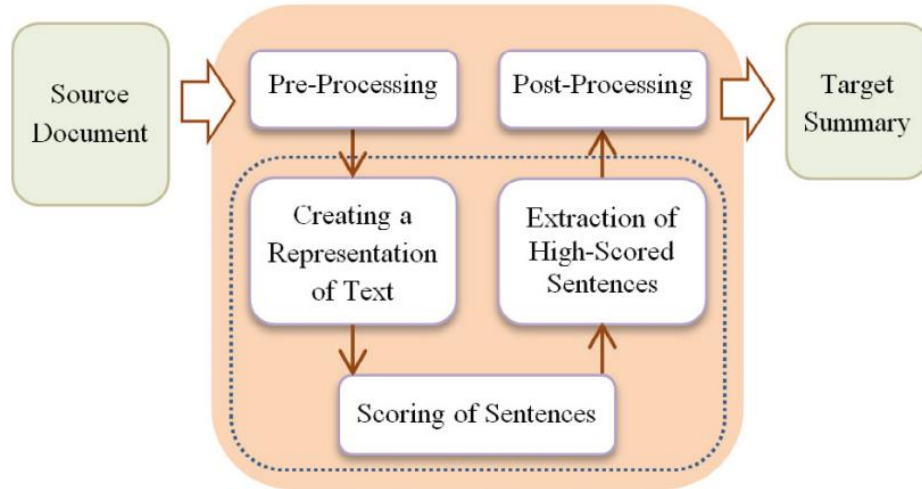 Source
Document
Pre-Processing
Creating a
Representation
of Text
Scoring of Sentences
Extraction of
High-Scored
Sentences
Post-Processing
Target
Summary